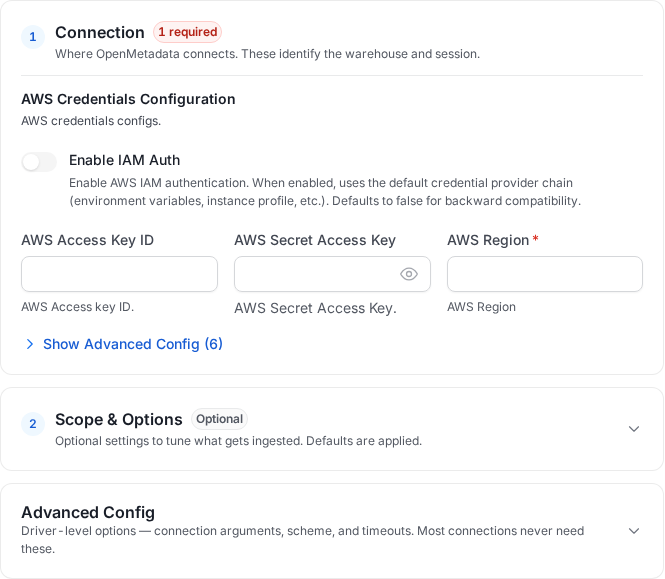 1 Connection 1 required
Where OpenMetadata connects. These identify the warehouse and session.
AWS Credentials Configuration
AWS credentials configs.
Enable IAM Auth
Enable AWS IAM authentication. When enabled, uses the default credential provider chain
(environment variables, instance profile, etc.). Defaults to false for backward compatibility.
AWS Access Key ID AWS Secret Access Key AWS Region *
AWS Access key ID. AWS Secret Access Key. AWS Region
Show Advanced Config (6)
2 Scope & Options Optional
Optional settings to tune what gets ingested. Defaults are applied.
Advanced Config
Driver-level options — connection arguments, scheme, and timeouts. Most connections never need
these.